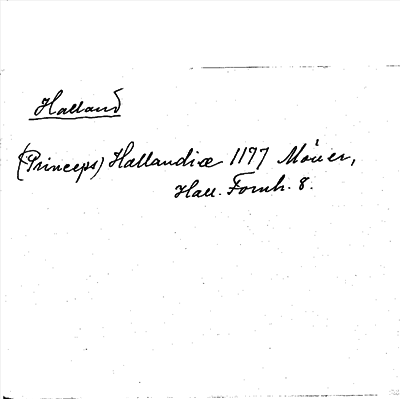 Halland
(Princeps) Hallandiæ 1177 Möller,
Hall. Fornh. 8.